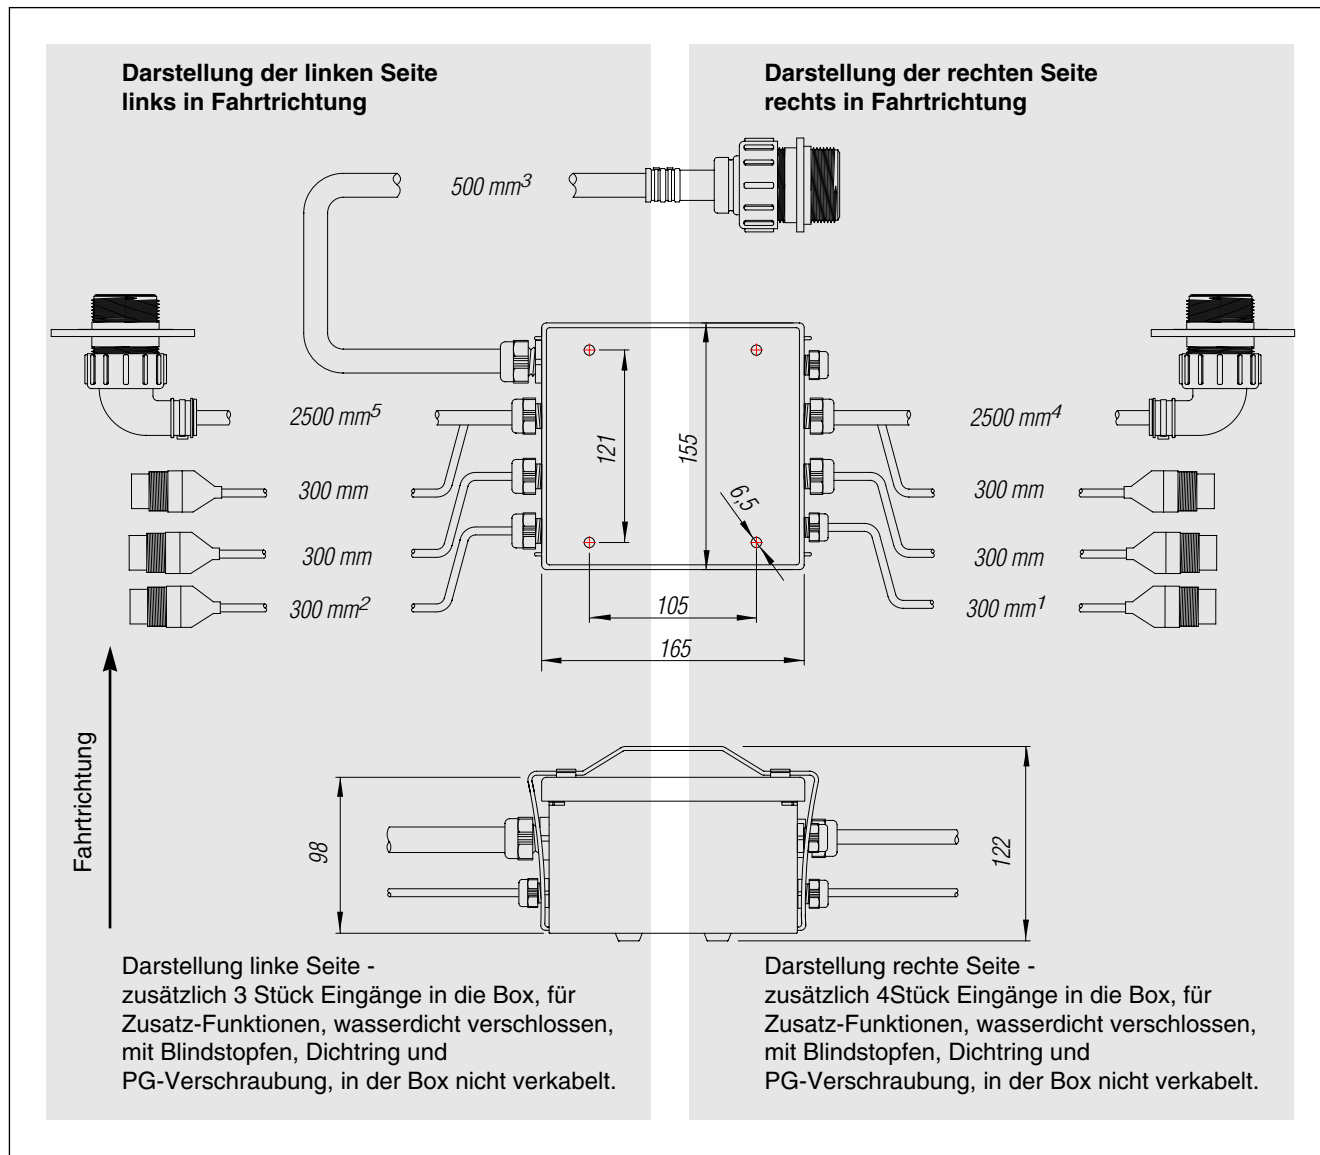 Darstellung der linken Seite
links in Fahrtrichtung
Darstellung der rechten Seite
rechts in Fahrtrichtung
500 mm³
2500 mm⁵
2500 mm⁴
121
155
6,5
300 mm
300 mm
300 mm
300 mm
300 mm²
300 mm¹
105
165
Fahrtrichtung
98
122
Darstellung linke Seite -
zusätzlich 3 Stück Eingänge in die Box, für
Zusatz-Funktionen, wasserdicht verschlossen,
mit Blindstopfen, Dichtring und
PG-Verschraubung, in der Box nicht verkabelt.
Darstellung rechte Seite -
zusätzlich 4Stück Eingänge in die Box, für
Zusatz-Funktionen, wasserdicht verschlossen,
mit Blindstopfen, Dichtring und
PG-Verschraubung, in der Box nicht verkabelt.